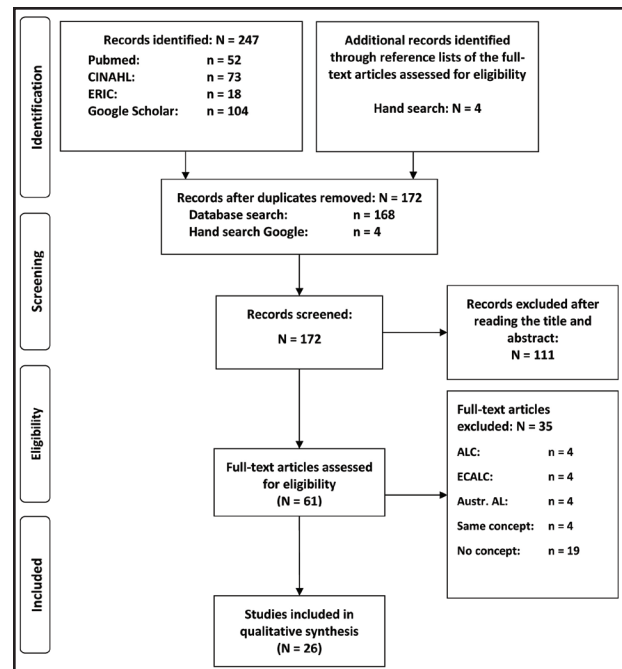 Identification
Records identified: N = 247
Pubmed: n = 52
CINAHL: n = 73
ERIC: n = 18
Google Scholar: n = 104
Additional records identified
through reference lists of the full-
text articles assessed for eligibility
Hand search: N = 4
Records after duplicates removed: N = 172
Database search: n = 168
Hand search Google: n = 4
Screening
Records screened:
N = 172
Records excluded after
reading the title and
abstract:
N = 111
Eligibility
Full-text articles assessed
for eligibility
(N = 61)
Full-text articles
excluded: N = 35
ALC: n = 4
ECALC: n = 4
Austr. AL: n = 4
Same concept: n = 4
No concept: n = 19
Included
Studies included in
qualitative synthesis
(N = 26)